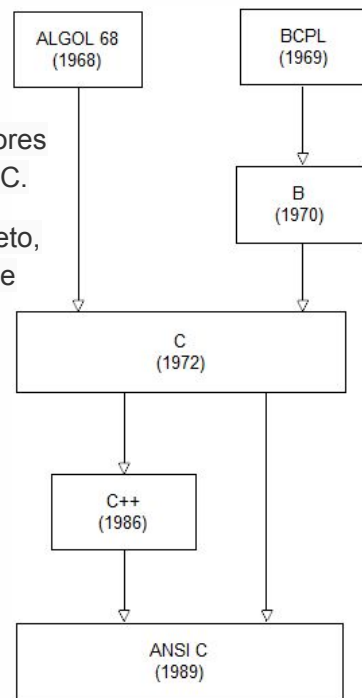 ALGOL 68
(1968)
BCPL
(1969)
ores
C.
B
(1970)
eto,
e
C
(1972)
C++
(1986)
ANSI C
(1989)